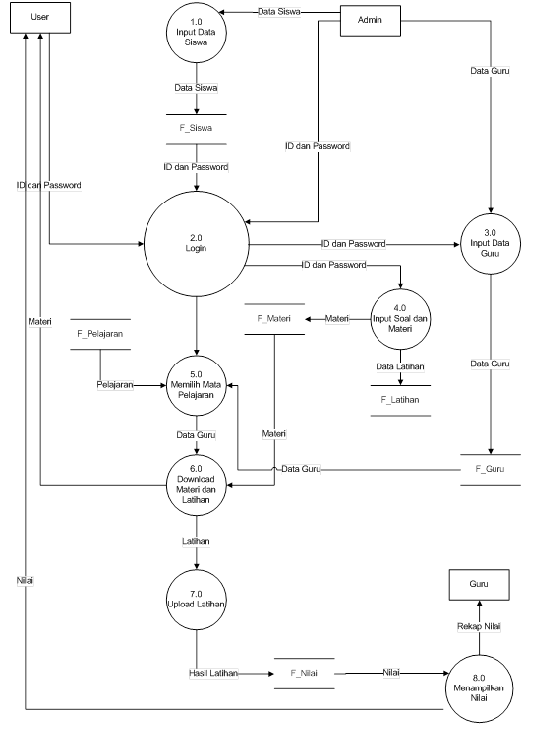 User
1.0
Input Data
Siswa
Data Siswa
Admin
Data Siswa
Data Guru
F_Siswa
ID dan Password
ID dan Password
ID dan Password
2.0
Login
ID dan Password
3.0
Input Data
Guru
ID dan Password
Materi
F_Pelajaran
F_Materi
Materi
4.0
Input Soal dan
Materi
Data Latihan
Data Guru
Pelajaran
5.0
Memilih Mata
Pelajaran
F_Latihan
Data Guru
Materi
6.0
Download
Materi dan
Latihan
Data Guru
F_Guru
Latihan
Nilai
7.0
Upload Latihan
Guru
Rekap Nilai
Hasil Latihan
F_Nilai
Nilai
8.0
Menampilkan
Nilai